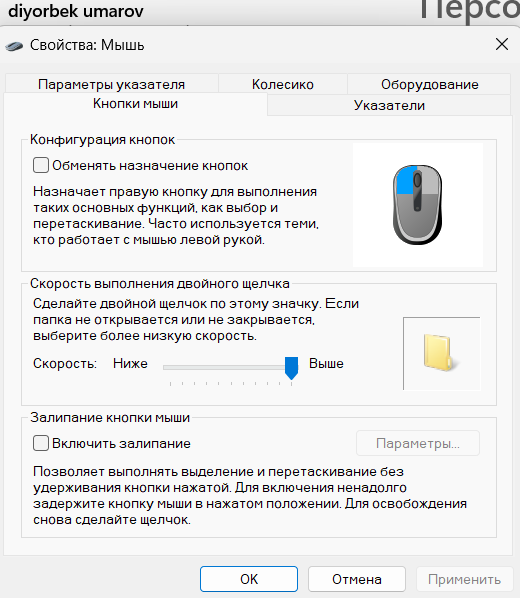 diyorbek umarov
Персо
Свойства: Мышь
Параметры указателя
Колесико
Оборудование
Кнопки мыши
Указатели
Конфигурация кнопок
Обменять назначение кнопок
Назначает правую кнопку для выполнения
таких основных функций, как выбор и
перетаскивание. Часто используется теми,
кто работает с мышью левой рукой.
Скорость выполнения двойного щелчка
Сделайте двойной щелчок по этому значку. Если
папка не открывается или не закрывается,
выберите более низкую скорость.
Скорость: Ниже Выше
Залипание кнопки мыши
Включить залипание
Параметры...
Позволяет выполнять выделение и перетаскивание без
удерживания кнопки нажатой. Для включения ненадолго
задержите кнопку мыши в нажатом положении. Для освобождения
снова сделайте щелчок.
OK
Отмена
Применить